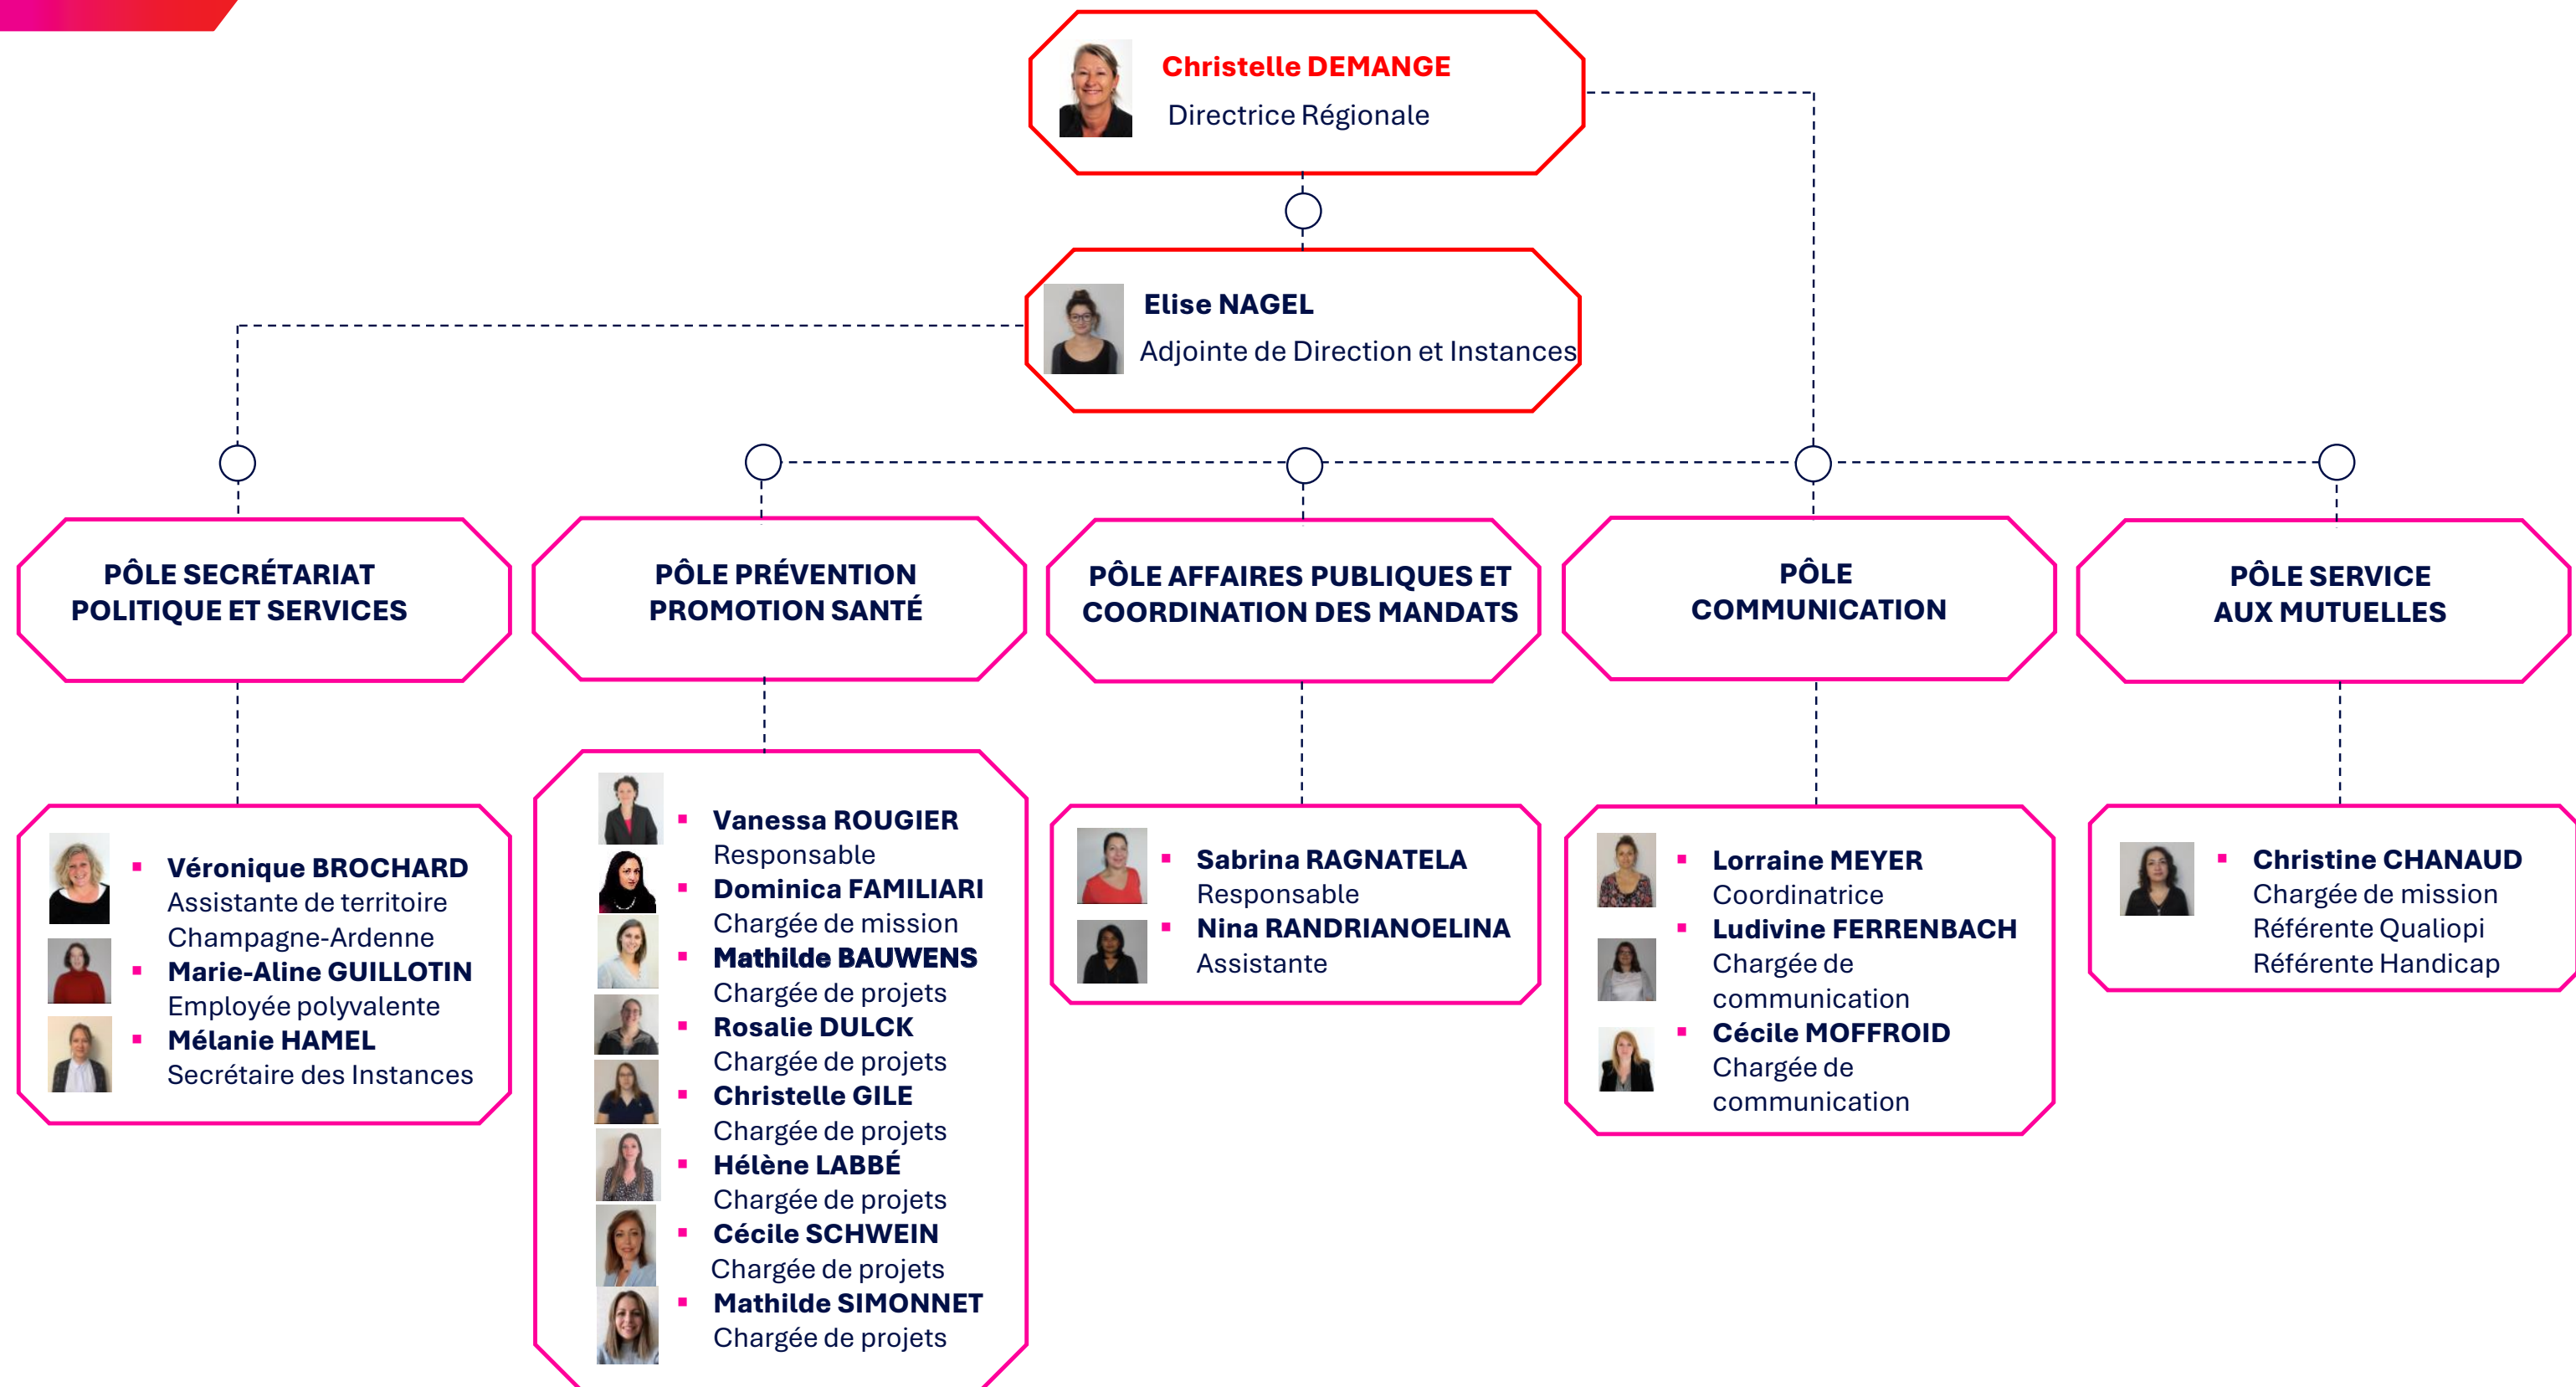 Christelle DEMANGE
Directrice Régionale
Elise NAGEL
Adjointe de Direction et Instances
PÔLE SECRÉTARIAT
POLITIQUE ET SERVICES
PÔLE PRÉVENTION
PROMOTION SANTÉ
PÔLE AFFAIRES PUBLIQUES ET
COORDINATION DES MANDATS
PÔLE
COMMUNICATION
PÔLE SERVICE
AUX MUTUELLES
Véronique BROCHARD
Assistante de territoire
Champagne-Ardenne
Marie-Aline GUILLOTIN
Employée polyvalente
Mélanie HAMEL
Secrétaire des Instances
Vanessa ROUGIER
Responsable
Dominica FAMILIARI
Chargée de mission
Mathilde BAUWENS
Chargée de projets
Rosalie DULCK
Chargée de projets
Christelle GILE
Chargée de projets
Hélène LABBÉ
Chargée de projets
Cécile SCHWEIN
Chargée de projets
Mathilde SIMONNET
Chargée de projets
Sabrina RAGNATELA
Responsable
Nina RANDRIANOELINA
Assistante
Lorraine MEYER
Coordinatrice
Ludivine FERRENBACH
Chargée de
communication
Cécile MOFFROID
Chargée de
communication
Christine CHANAUD
Chargée de mission
Référente Qualiopi
Référente Handicap